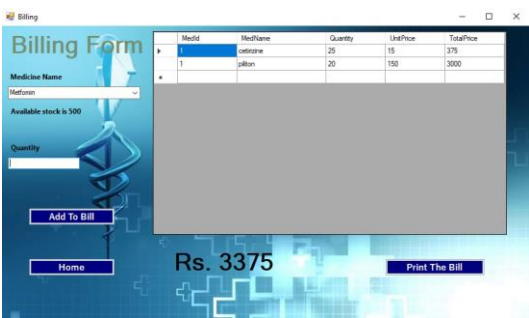 Billing
Billing Form
Medicine Name
Metfomin
Available stock is 500
Quantity
Add To Bill
Home
MedId MedName Quantity UnitPrice TotalPrice
1 cetirizine 25 15 375
1 piliton 20 150 3000
Rs. 3375
Print The Bill